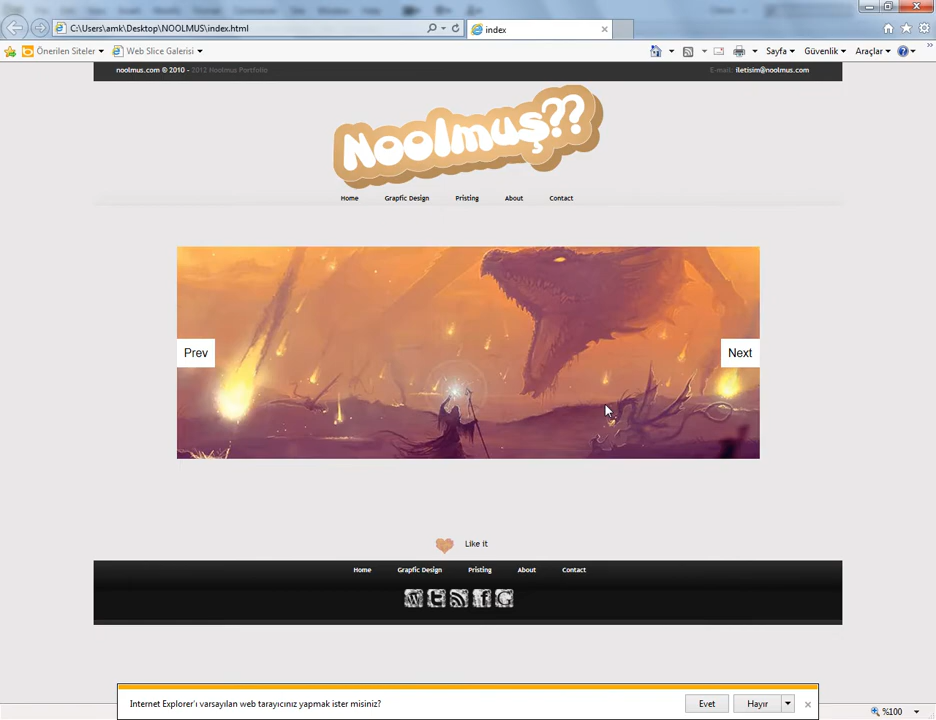 C:\Users\amk\Desktop\NOOLMUS\index.html
index
Önerilen Siteler
Web Slice Galerisi
Sayfa
Güvenlik
Araçlar
noolmus.com © 2010 - 2012 Noolmus Portfolio
E-mail: iletisim@noolmus.com
Noolmuş??
Home Grapfic Design Pristing About Contact
Prev
Next
Like it
Home Grapfic Design Pristing About Contact
Internet Explorer'ı varsayılan web tarayıcınız yapmak ister misiniz?
Evet
Hayır
%100